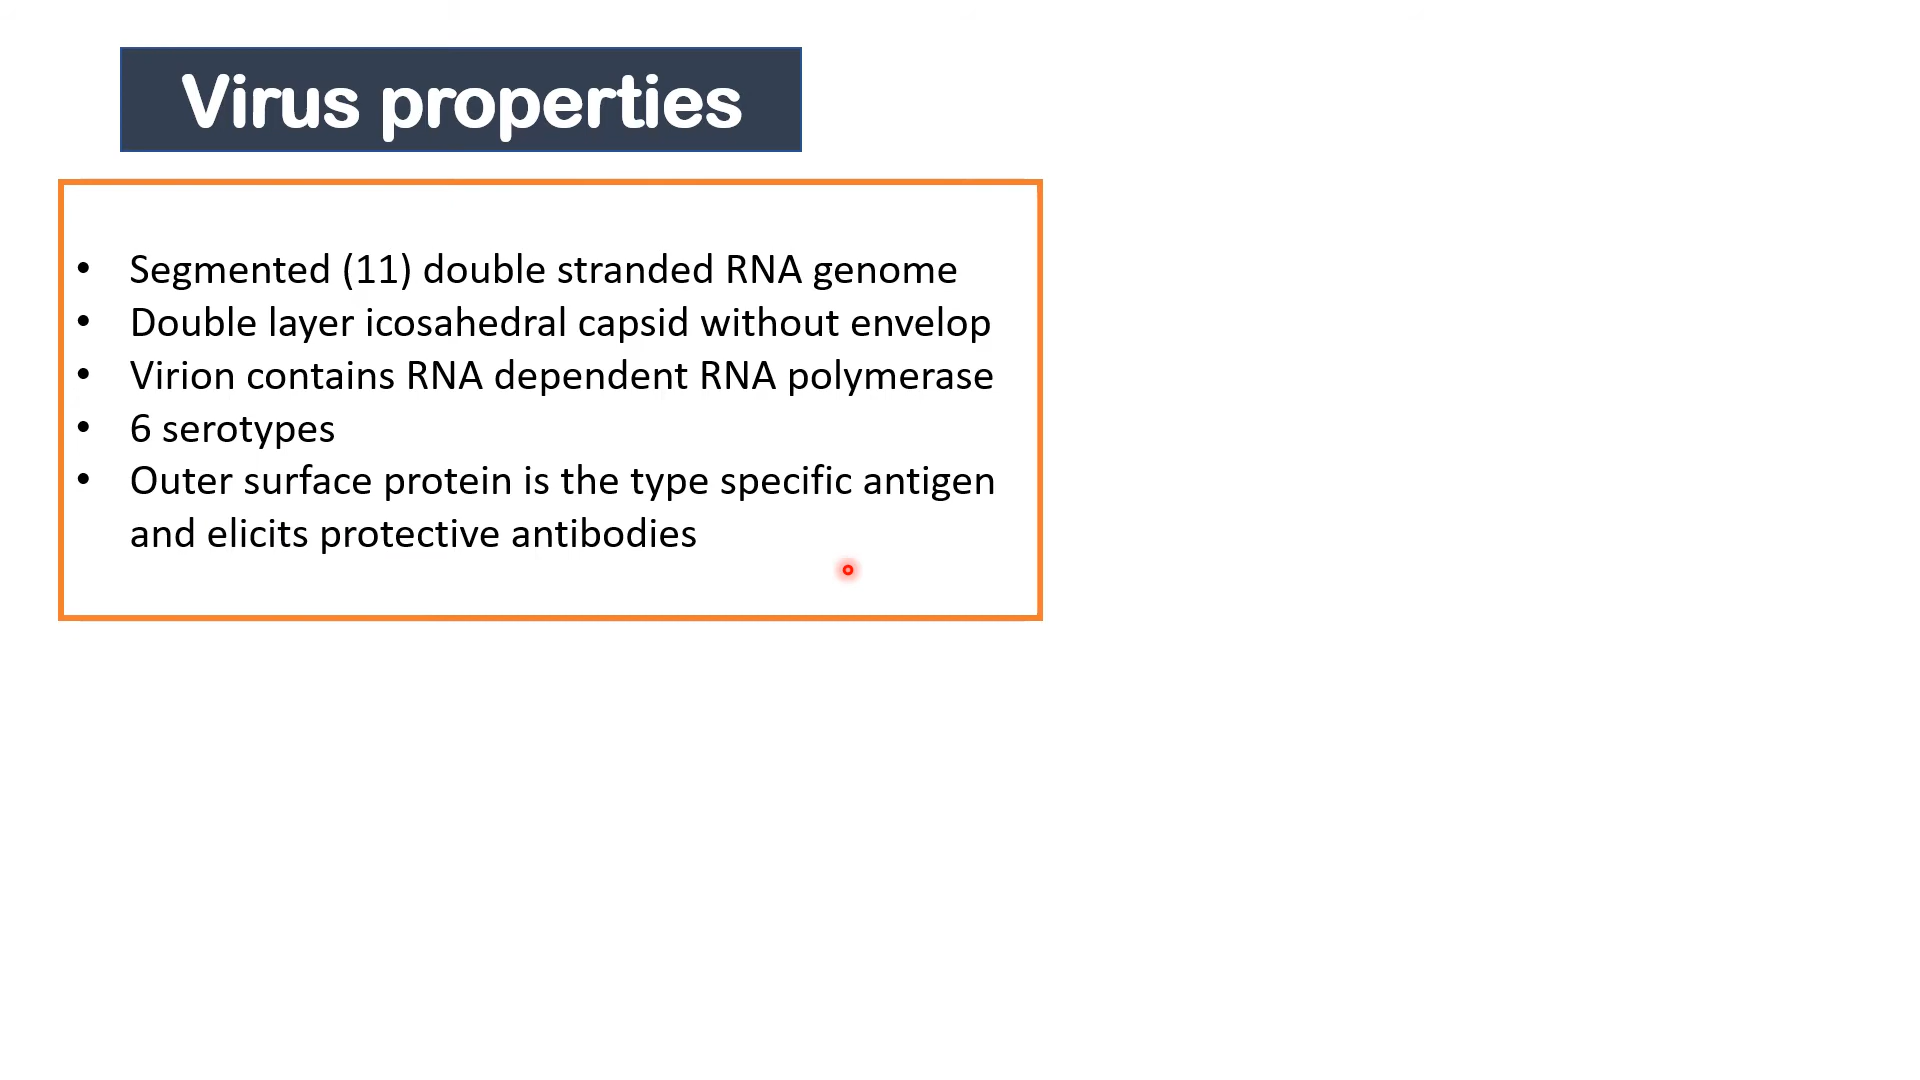 Virus properties
• Segmented (11) double stranded RNA genome
• Double layer icosahedral capsid without envelop
• Virion contains RNA dependent RNA polymerase
• 6 serotypes
• Outer surface protein is the type specific antigen
and elicits protective antibodies